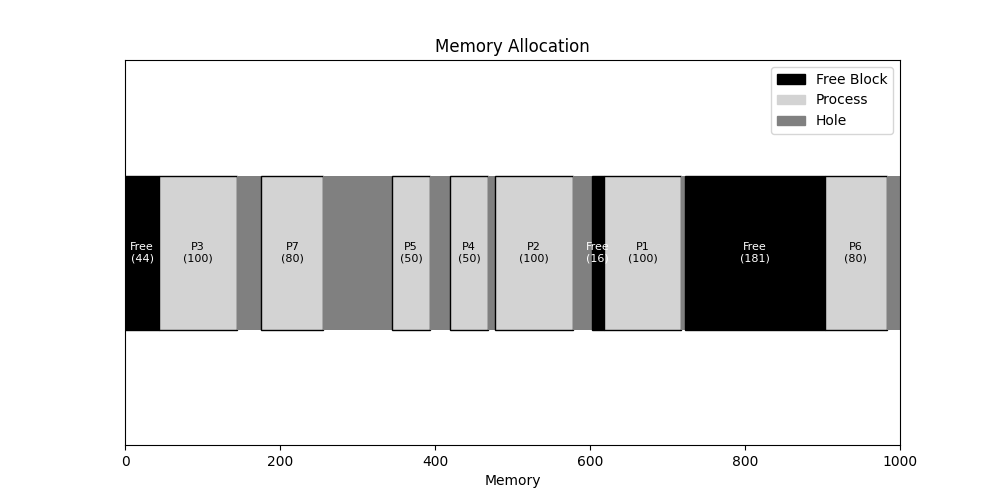 Memory Allocation
Free Block
Process
Hole
Free
(44)
P3
(100)
P7
(80)
P5
(50)
P4
(50)
P2
(100)
Free
(16)
P1
(100)
Free
(181)
P6
(80)
0
200
400
600
800
1000
Memory